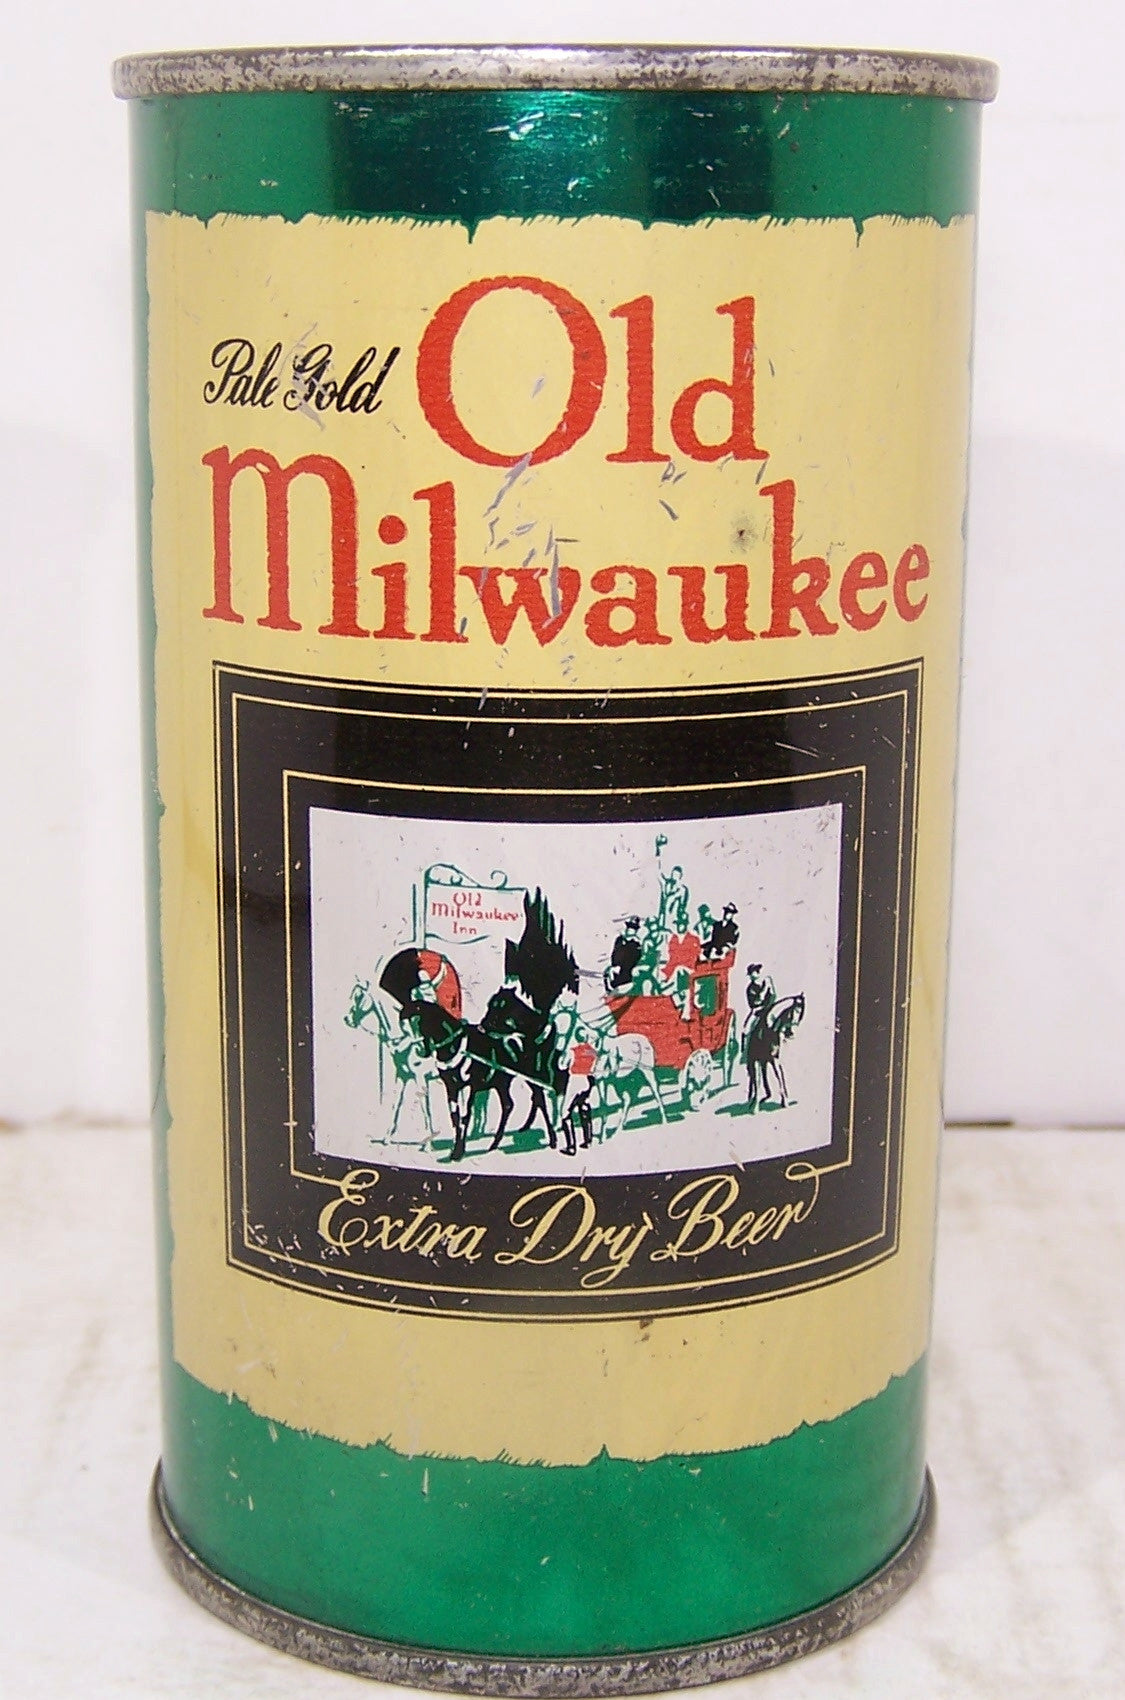 Pale Gold Old
Milwaukee
Old
Milwaukee
Inn
Extra Dry Beer